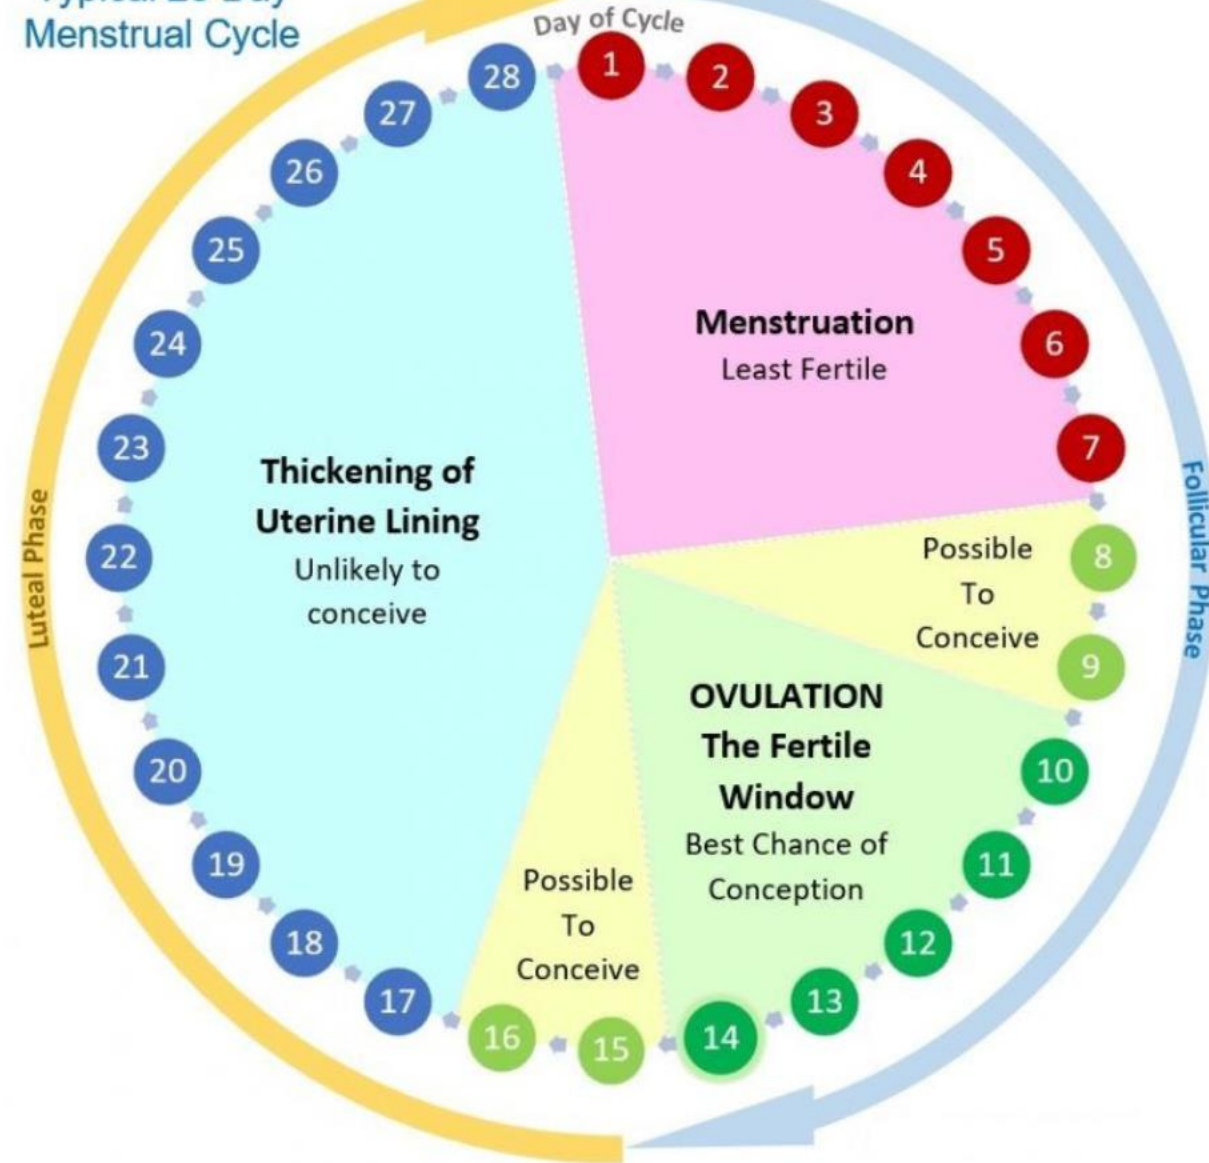 Menstrual Cycle
Day of Cycle
1
2
3
4
5
6
7
8
9
10
11
12
13
14
15
16
17
18
19
20
21
22
23
24
25
26
27
28
Menstruation
Least Fertile
Possible
To
Conceive
OVULATION
The Fertile
Window
Best Chance of
Conception
Possible
To
Conceive
Thickening of
Uterine Lining
Unlikely to
conceive
Luteal Phase
Follicular Phase